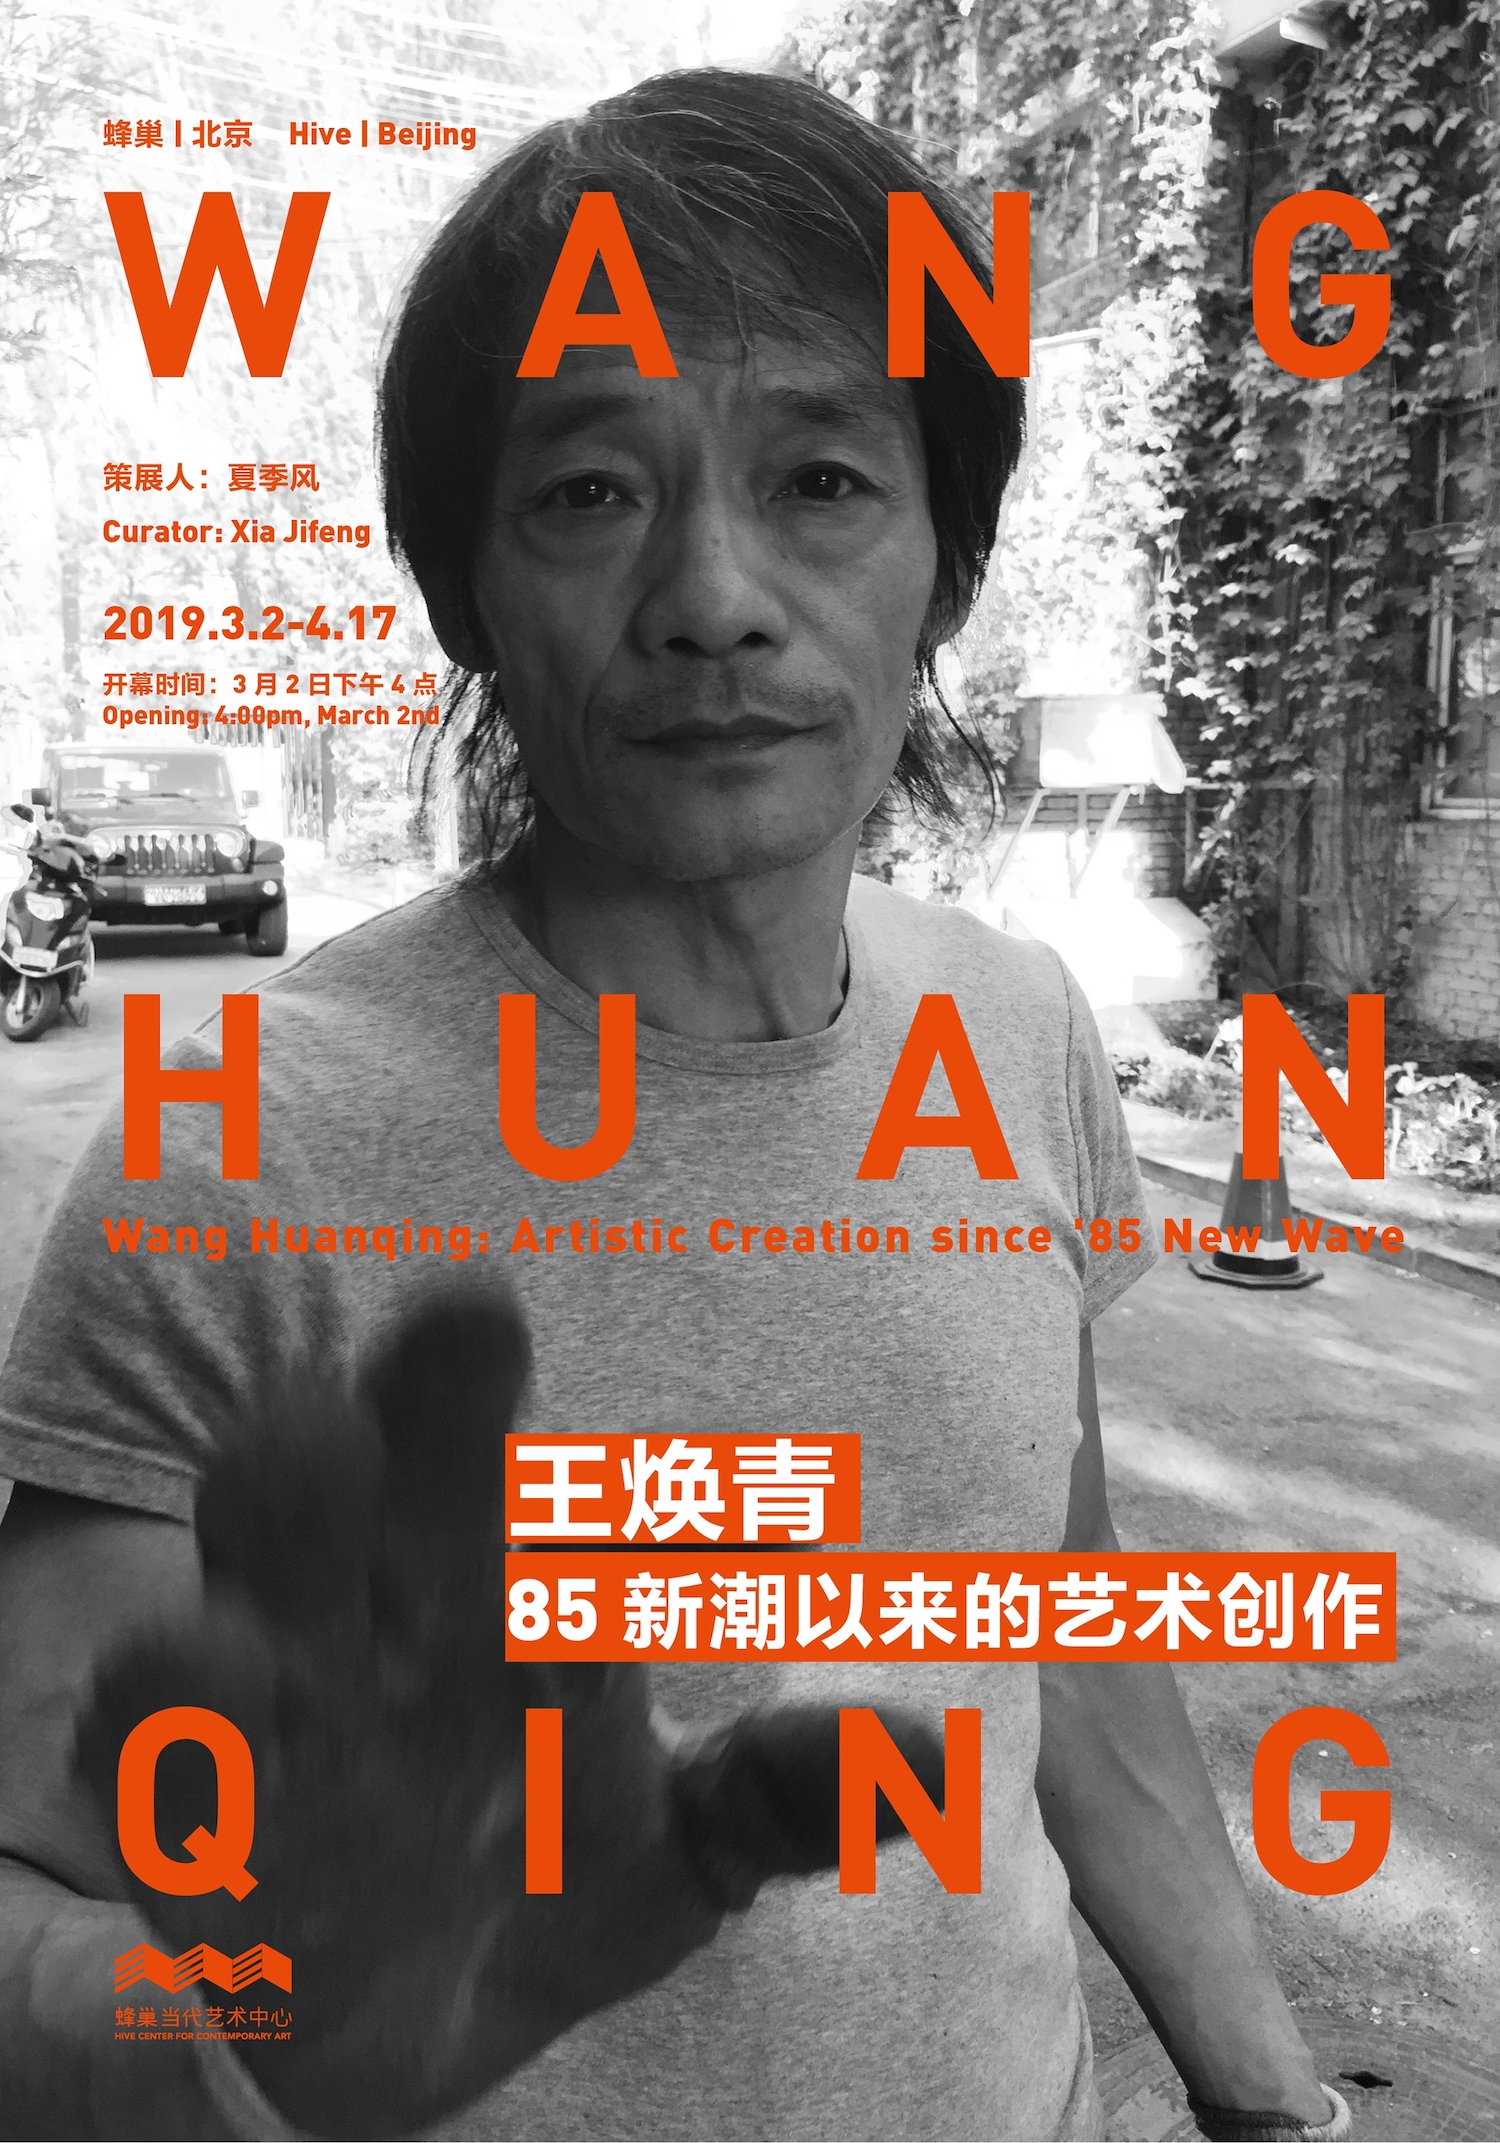 蜂巢 | 北京 Hive | Beijing
WANG
策展人：夏季风
Curator: Xia Jifeng
2019.3.2-4.17
开幕时间：3 月 2 日下午 4 点
Opening: 4:00pm, March 2nd
HUAN
Wang Huanqing: Artistic Creation since '85 New Wave
王焕青
85 新潮以来的艺术创作
QING
蜂巢当代艺术中心
HIVE CENTER FOR CONTEMPORARY ART